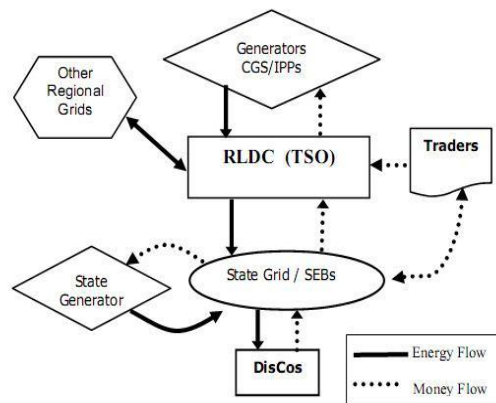 Generators
CGS/IPPs
Other
Regional
Grids
RLDC (TSO)
Traders
State
Generator
State Grid / SEBs
DisCos
Energy Flow
Money Flow